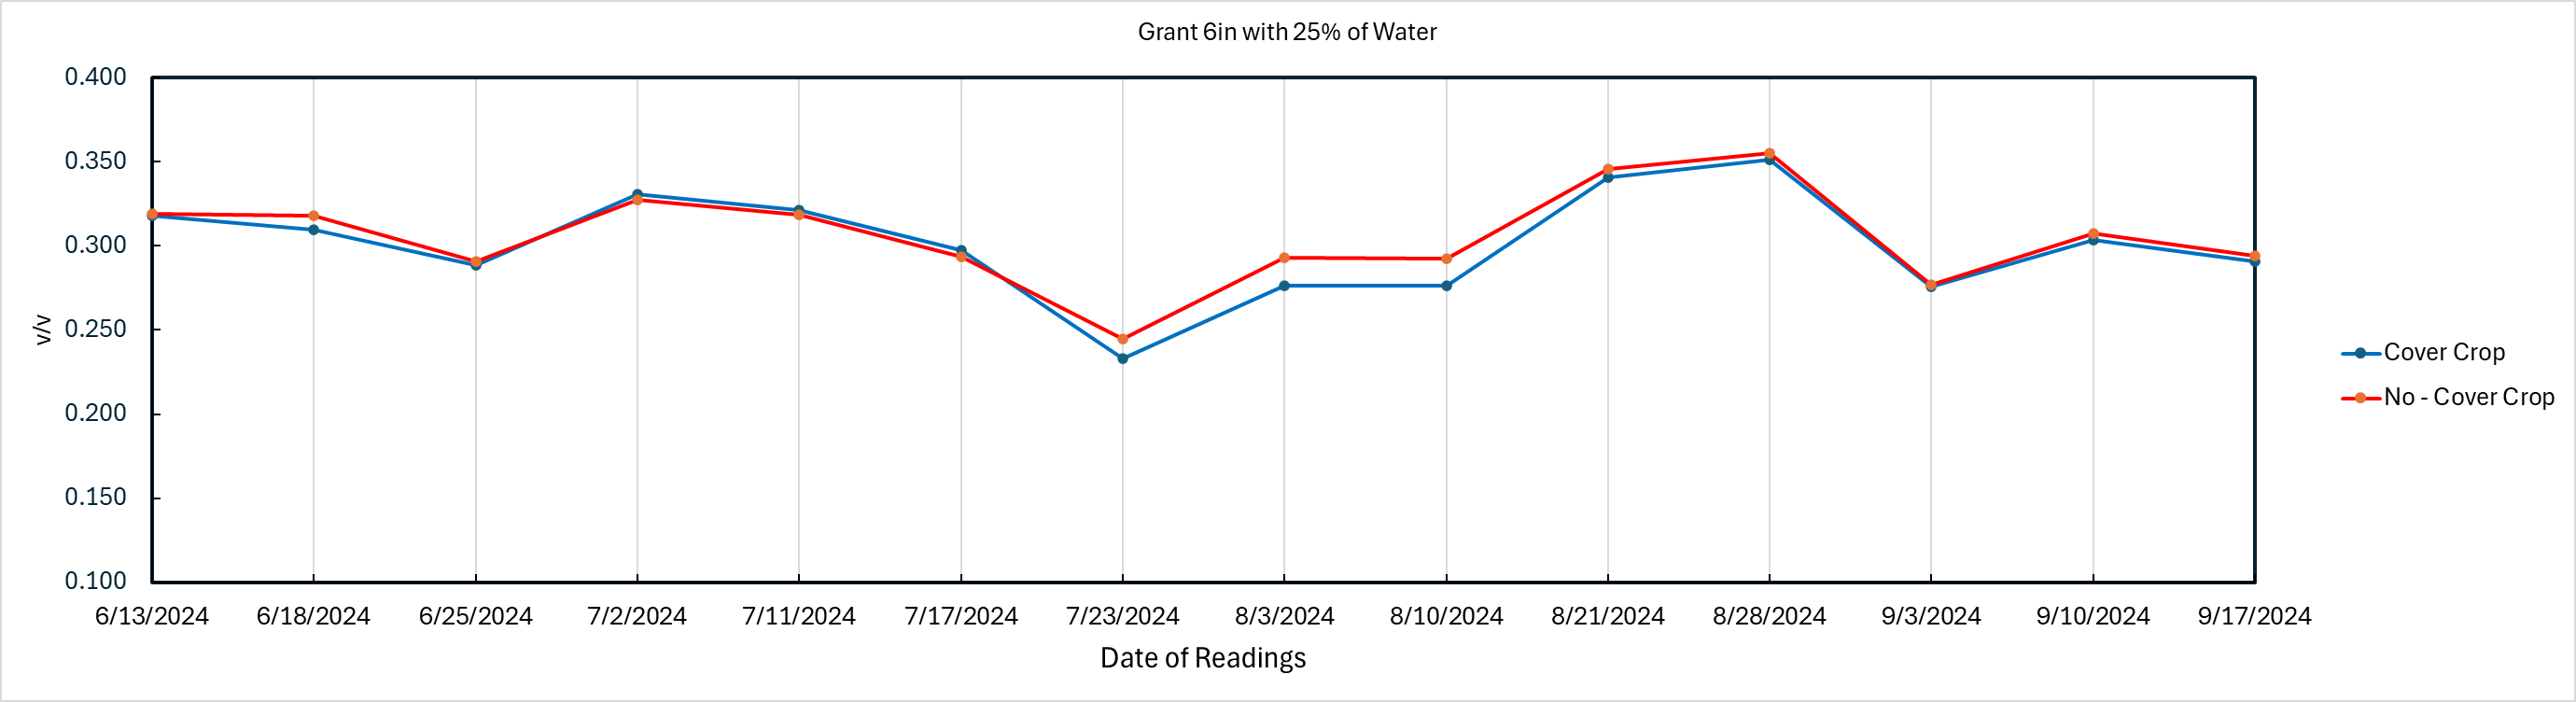 Grant 6in with 25% of Water
0.400
0.350
0.300
0.250
0.200
0.150
0.100
v/v
6/13/2024 6/18/2024 6/25/2024 7/2/2024 7/11/2024 7/17/2024 7/23/2024 8/3/2024 8/10/2024 8/21/2024 8/28/2024 9/3/2024 9/10/2024 9/17/2024
Date of Readings
Cover Crop
No - Cover Crop